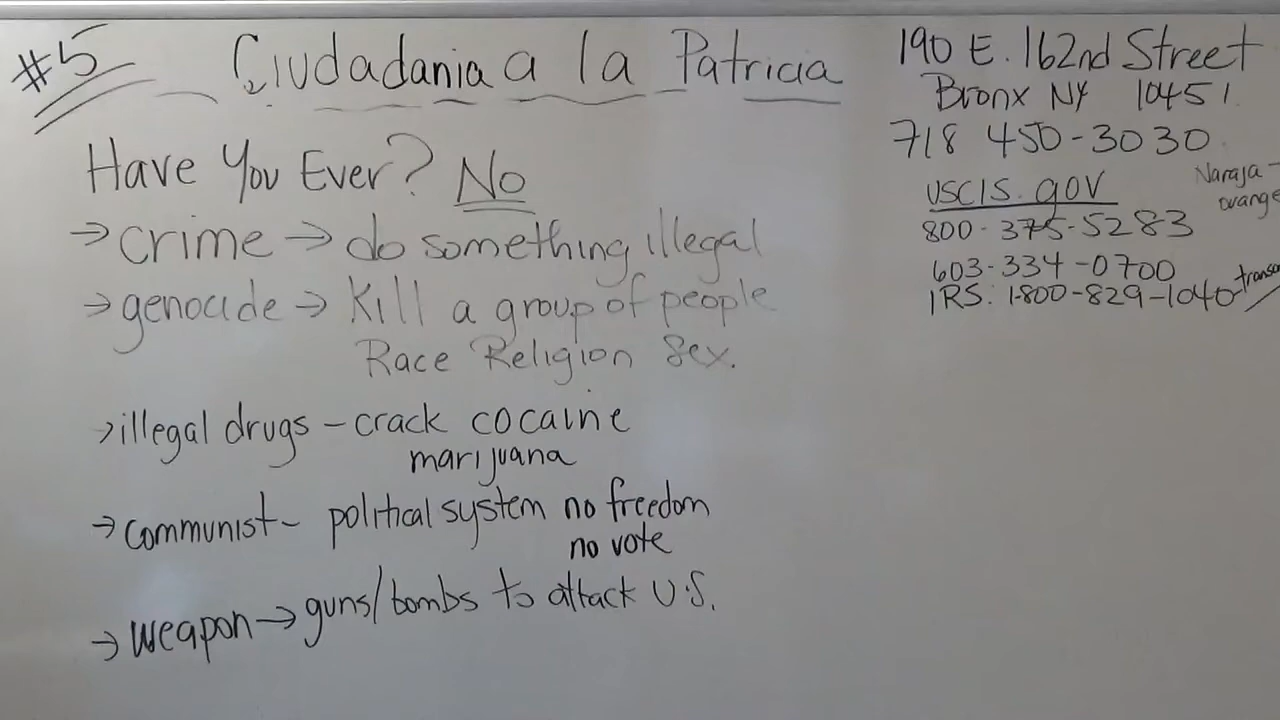 #5 Ciudadania a la Patricia
Have You Ever? No
→ crime → do something illegal
→ genocide → Kill a group of people
Race Religion Sex.
→ illegal drugs - crack cocaine
marijuana
→ communist - political system no freedom
no vote
→ weapon → guns/bombs to attack U.S.
190 E. 162nd Street
Bronx NY 10451
718 450-3030
Naraja -
orange
USCIS.gov
800-375-5283
603-334-0700
IRS: 1-800-829-1040